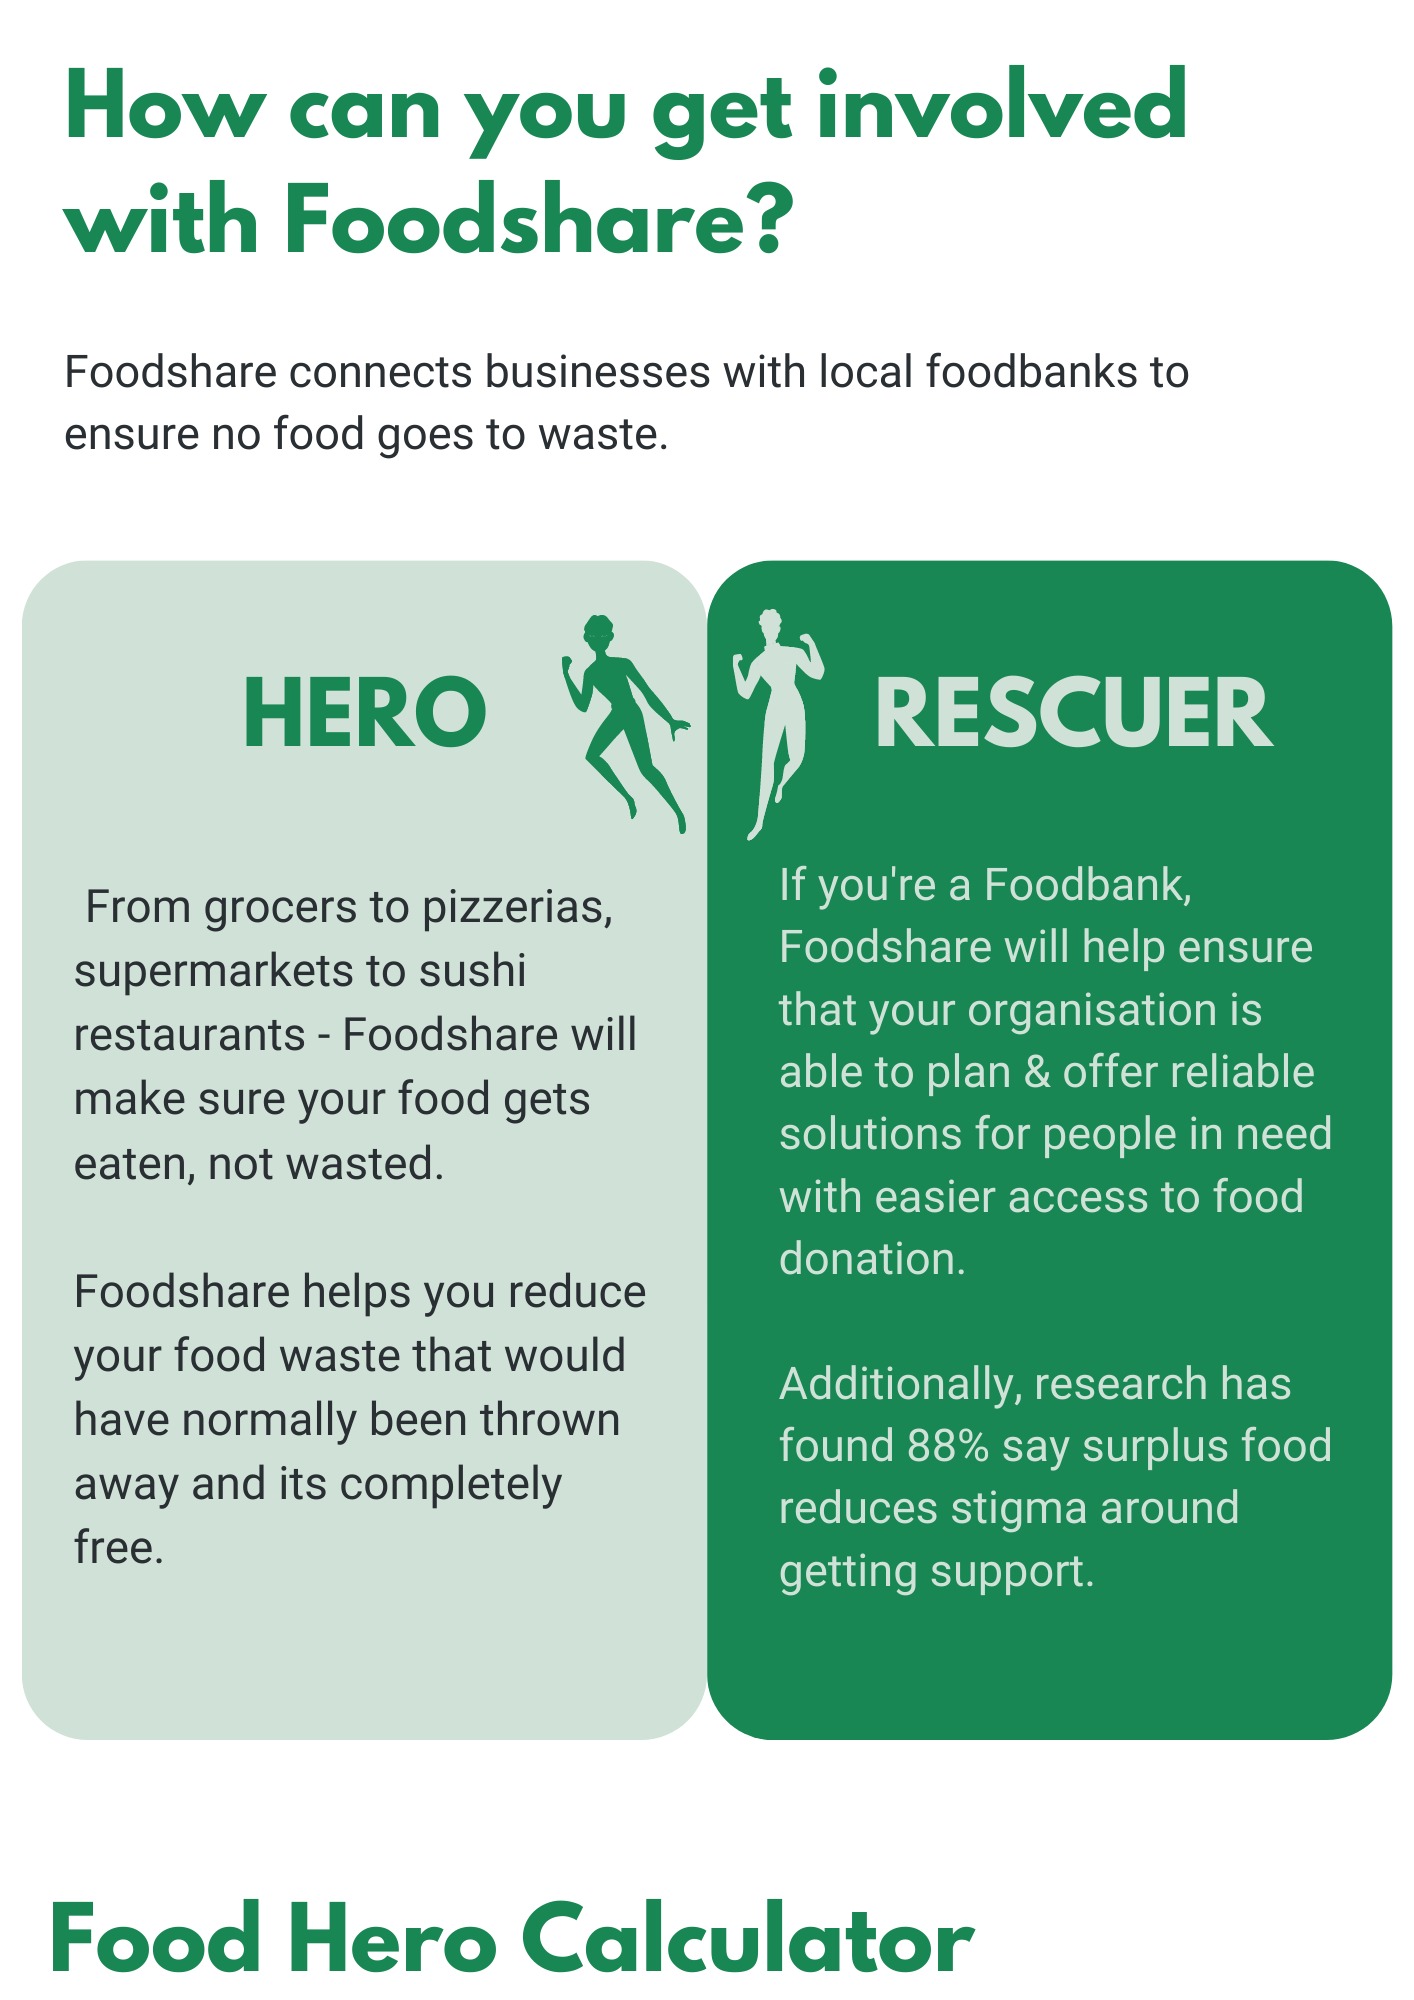 How can you get involved
with Foodshare?
Foodshare connects businesses with local foodbanks to
ensure no food goes to waste.
HERO
From grocers to pizzerias,
supermarkets to sushi
restaurants - Foodshare will
make sure your food gets
eaten, not wasted.
Foodshare helps you reduce
your food waste that would
have normally been thrown
away and its completely
free.
RESCUER
If you're a Foodbank,
Foodshare will help ensure
that your organisation is
able to plan & offer reliable
solutions for people in need
with easier access to food
donation.
Additionally, research has
found 88% say surplus food
reduces stigma around
getting support.
Food Hero Calculator